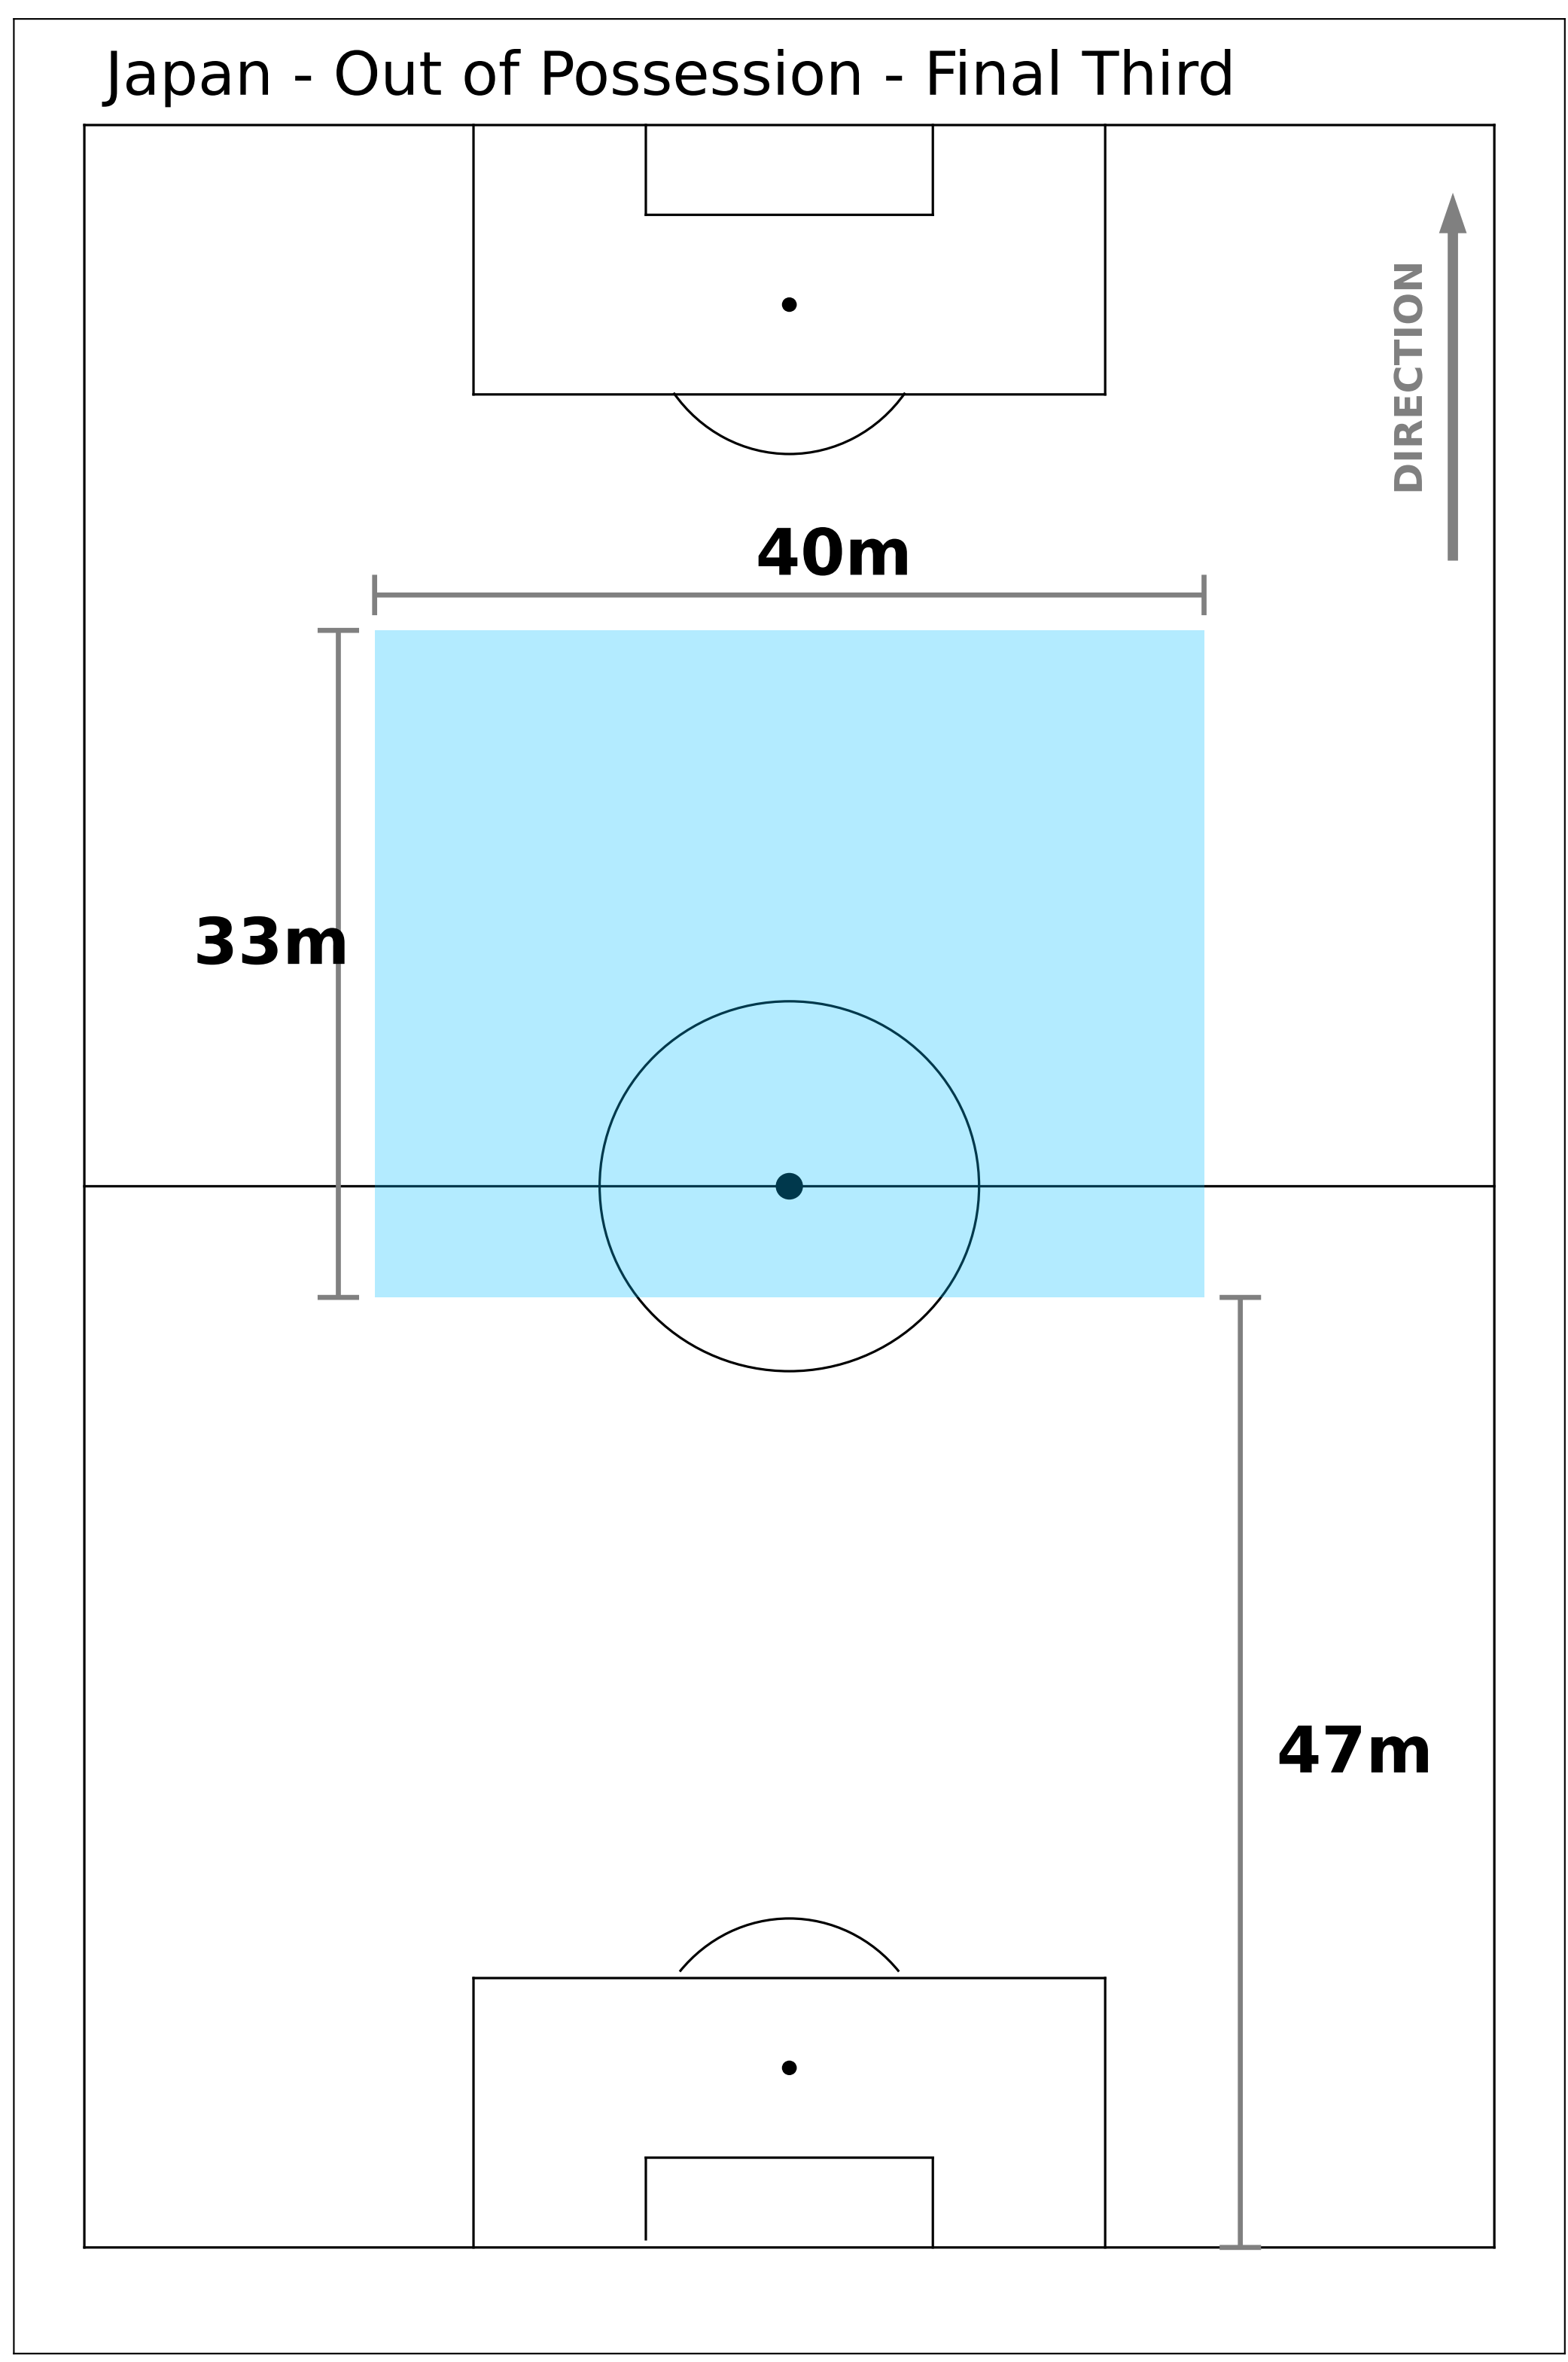 Japan - Out of Possession - Final Third
DIRECTION
40m
33m
47m